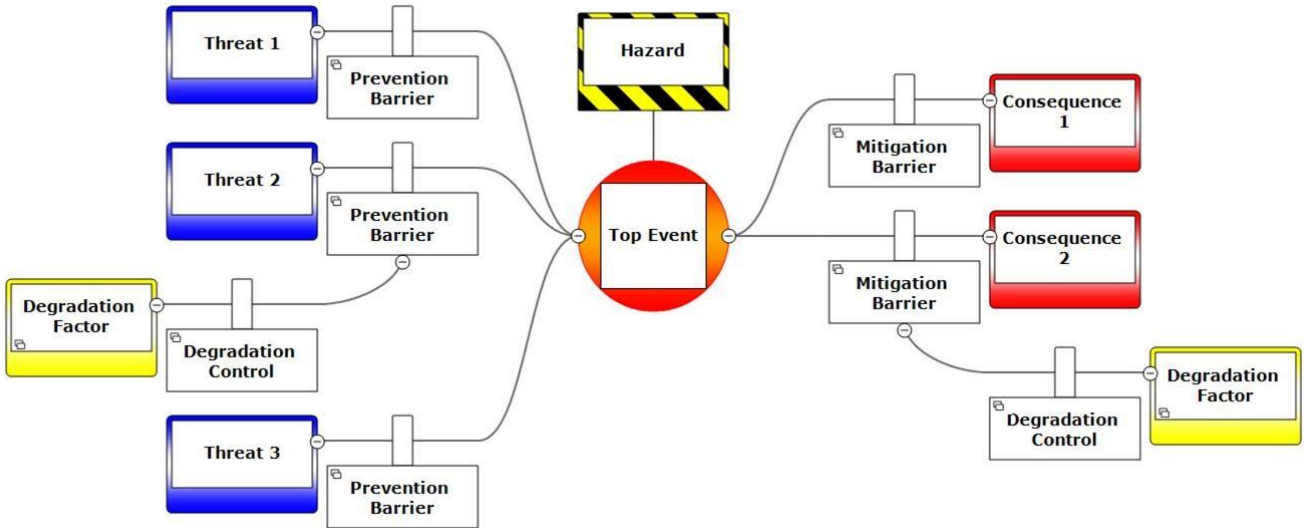 Threat 1
Prevention
Barrier
Hazard
Consequence
1
Mitigation
Barrier
Threat 2
Prevention
Barrier
Top Event
Consequence
2
Mitigation
Barrier
Degradation
Factor
Degradation
Control
Degradation
Factor
Degradation
Control
Threat 3
Prevention
Barrier